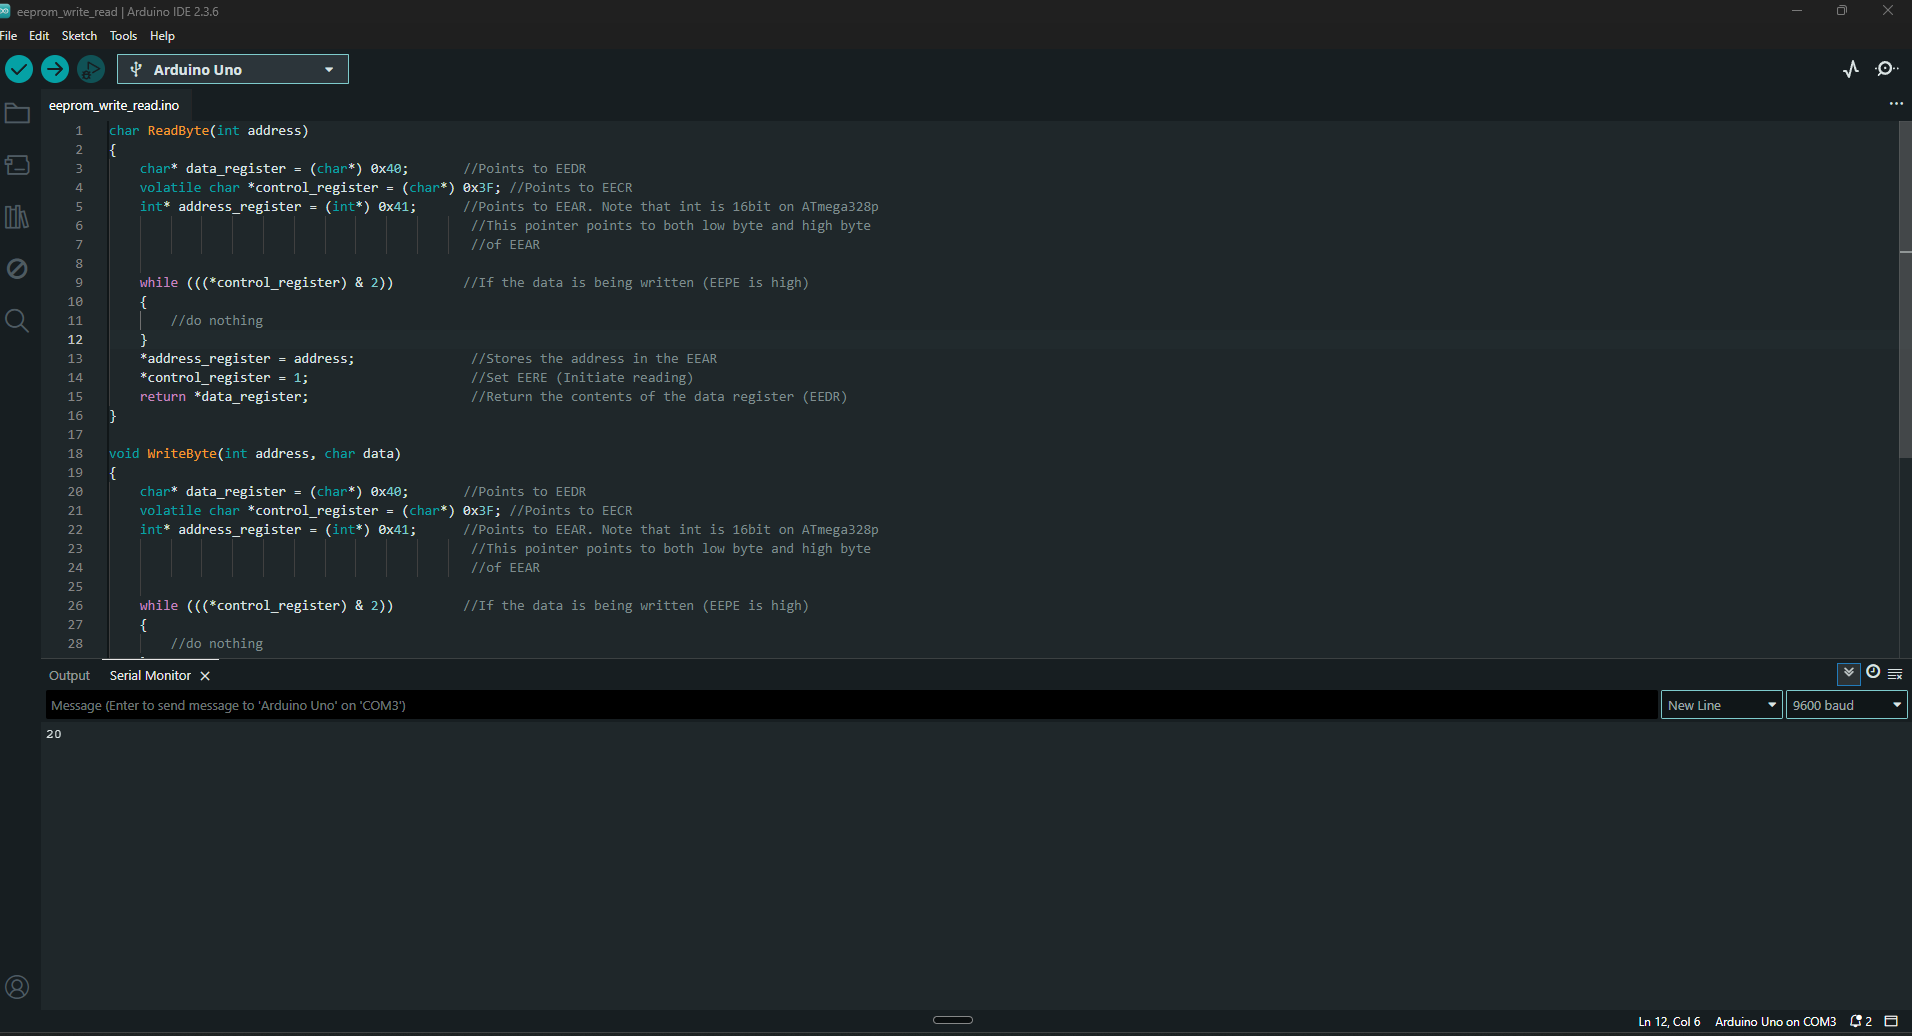 eeprom_write_read | Arduino IDE 2.3.6
File Edit Sketch Tools Help
Arduino Uno
eeprom_write_read.ino
1 char ReadByte(int address)
2 {
3 char* data_register = (char*) 0x40; //Points to EEDR
4 volatile char *control_register = (char*) 0x3F; //Points to EECR
5 int* address_register = (int*) 0x41; //Points to EEAR. Note that int is 16bit on ATmega328p
6 //This pointer points to both low byte and high byte
7 //of EEAR
8
9 while (((*control_register) & 2)) //If the data is being written (EEPE is high)
10 {
11 //do nothing
12 }
13 *address_register = address; //Stores the address in the EEAR
14 *control_register = 1; //Set EERE (Initiate reading)
15 return *data_register; //Return the contents of the data register (EEDR)
16 }
17
18 void WriteByte(int address, char data)
19 {
20 char* data_register = (char*) 0x40; //Points to EEDR
21 volatile char *control_register = (char*) 0x3F; //Points to EECR
22 int* address_register = (int*) 0x41; //Points to EEAR. Note that int is 16bit on ATmega328p
23 //This pointer points to both low byte and high byte
24 //of EEAR
25
26 while (((*control_register) & 2)) //If the data is being written (EEPE is high)
27 {
28 //do nothing
Output Serial Monitor
Message (Enter to send message to 'Arduino Uno' on 'COM3')
New Line
9600 baud
20
Ln 12, Col 6 Arduino Uno on COM3 2